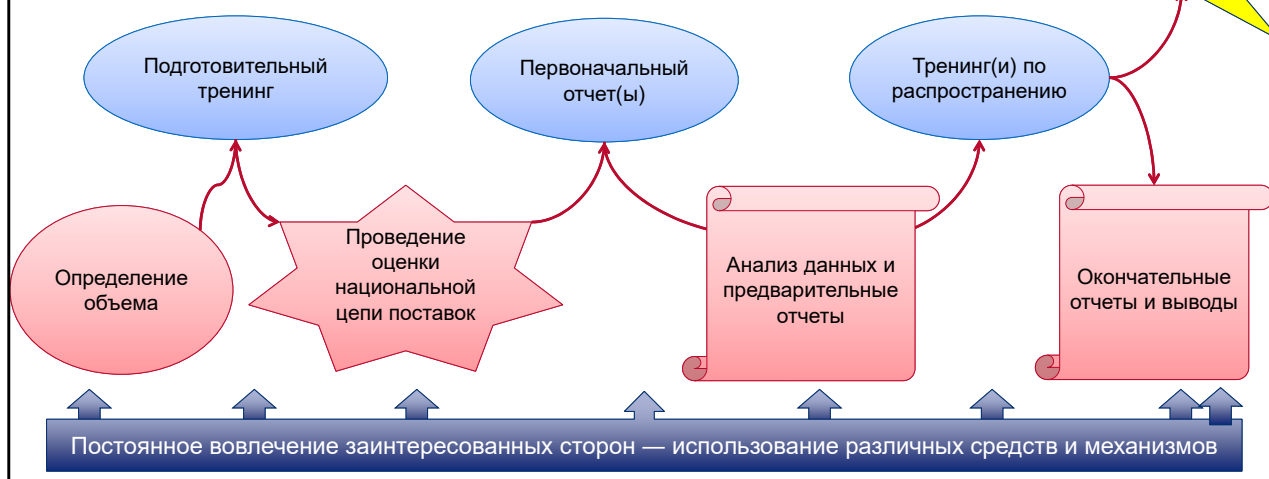 Подготовительный
тренинг
Первоначальный
отчет(ы)
Тренинг(и) по
распространению
Определение
объема
Проведение
оценки
национальной
цепи поставок
Анализ данных и
предварительные
отчеты
Окончательные
отчеты и выводы
Постоянное вовлечение заинтересованных сторон — использование различных средств и механизмов